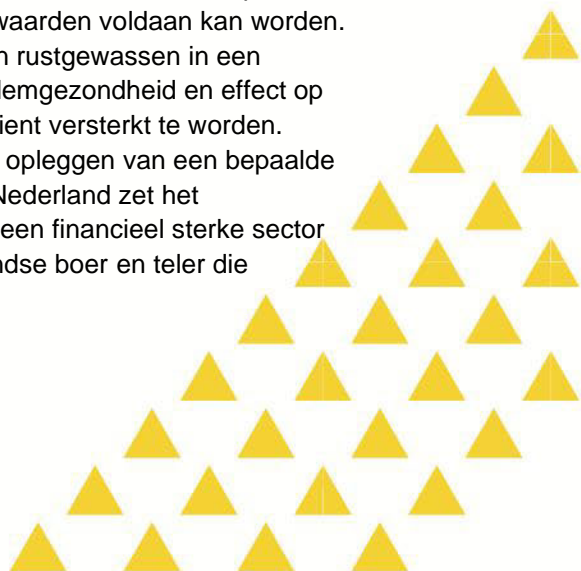 waarden voldaan kan worden.
n rustgewassen in een
lemgezondheid en effect op
ient versterkt te worden.
opleggen van een bepaalde
Nederland zet het
een financieel sterke sector
ndse boer en teler die